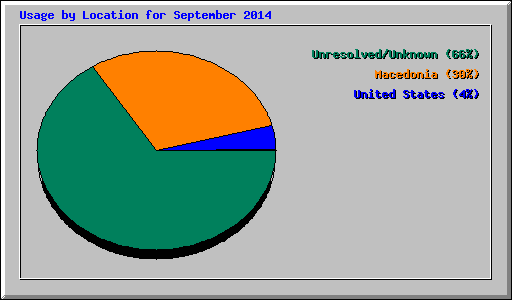 Usage by Location for September 2014
Unresolved/Unknown (66%)
Macedonia (30%)
United States (4%)